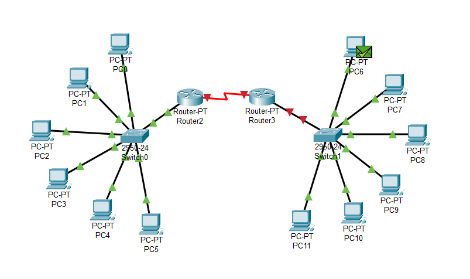 PC-PT
PC0
PC-PT
PC1
PC-PT
PC2
PC-PT
PC3
PC-PT
PC4
PC-PT
PC5
2950-24
Switch0
Router-PT
Router2
Router-PT
Router3
2950-24
Switch1
PC-PT
PC6
PC-PT
PC7
PC-PT
PC8
PC-PT
PC9
PC-PT
PC10
PC-PT
PC11